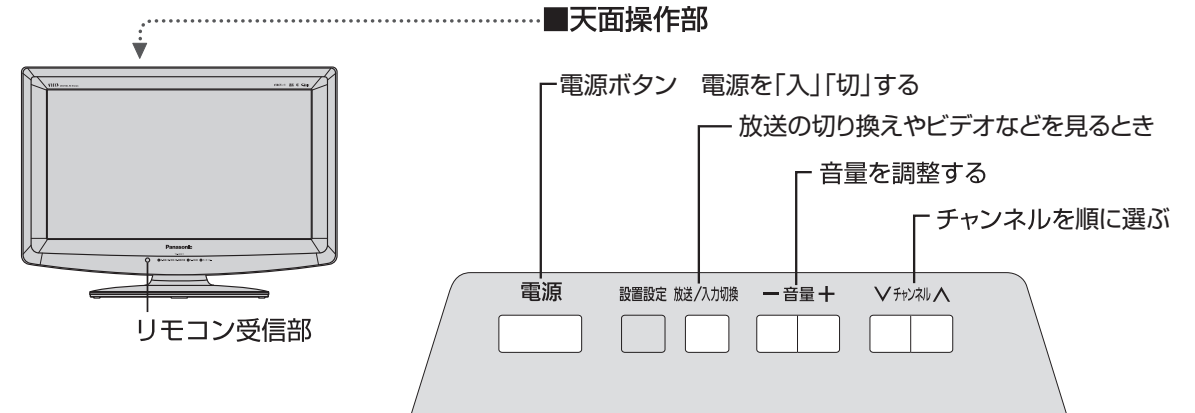 ■天面操作部
電源ボタン 電源を「入」「切」する
放送の切り換えやビデオなどを見るとき
音量を調整する
チャンネルを順に選ぶ
VIERA
Panasonic
リモコン受信部
電源 設置設定 放送/入力切換 －音量＋ ∨チャンネル∧